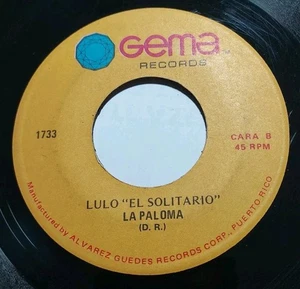 Gema
RECORDS
1733
CARA B
45 RPM
LULO "EL SOLITARIO"
LA PALOMA
(D. R.)
Manufactured by ALVAREZ GUEDES RECORDS CORP., PUERTO RICO